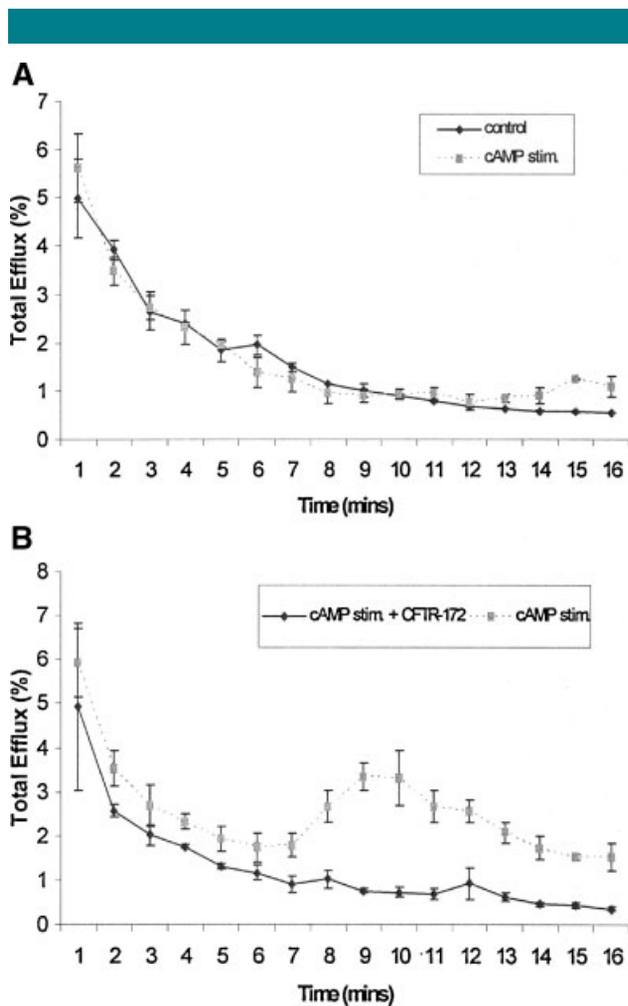 A
7
6
5
4
3
2
1
0
Total Efflux (%)
control
cAMP stim.
1 2 3 4 5 6 7 8 9 10 11 12 13 14 15 16
Time (mins)
B
8
7
6
5
4
3
2
1
0
Total Efflux (%)
cAMP stim. + CFTR-172 cAMP stim.
1 2 3 4 5 6 7 8 9 10 11 12 13 14 15 16
Time (mins)